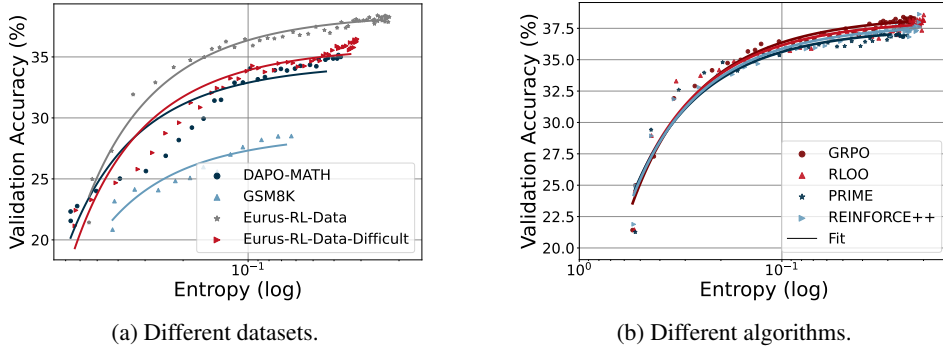 Validation Accuracy (%)
35
30
25
20
10⁻¹
Entropy (log)
DAPO-MATH
GSM8K
Eurus-RL-Data
Eurus-RL-Data-Difficult
(a) Different datasets.
Validation Accuracy (%)
37.5
35.0
32.5
30.0
27.5
25.0
22.5
20.0
10⁰
10⁻¹
Entropy (log)
GRPO
RLOO
PRIME
REINFORCE++
Fit
(b) Different algorithms.